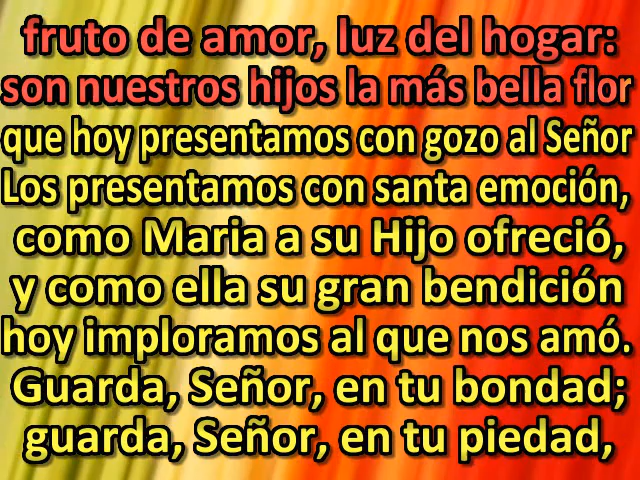 fruto de amor, luz del hogar:
son nuestros hijos la más bella flor
que hoy presentamos con gozo al Señor
Los presentamos con santa emoción,
como Maria a su Hijo ofreció,
y como ella su gran bendición
hoy imploramos al que nos amó.
Guarda, Señor, en tu bondad;
guarda, Señor, en tu piedad,